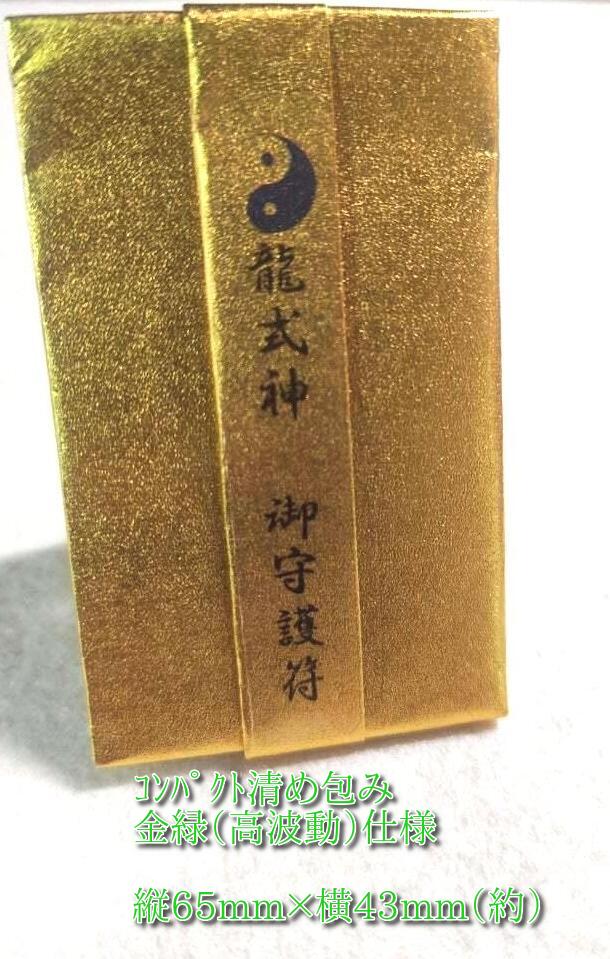 龍式神　御守護符
ｺﾝﾊﾟｸﾄ清め包み
金緑(高波動)仕様
縦65mm×横43mm(約)